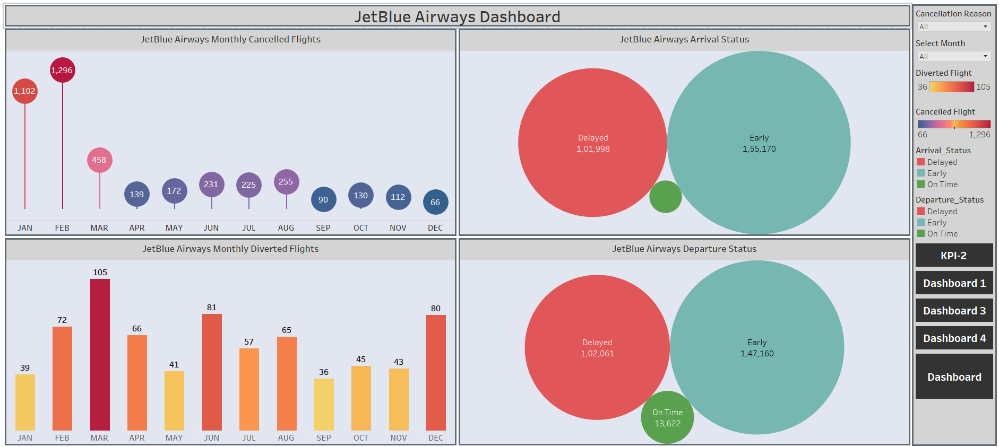 JetBlue Airways Dashboard
JetBlue Airways Monthly Cancelled Flights
1,102
1,296
458
139
172
231
225
255
90
130
112
66
JAN FEB MAR APR MAY JUN JUL AUG SEP OCT NOV DEC
JetBlue Airways Arrival Status
Delayed
1,01,998
Early
1,55,170
JetBlue Airways Monthly Diverted Flights
39
72
105
66
41
81
57
65
36
45
43
80
JAN FEB MAR APR MAY JUN JUL AUG SEP OCT NOV DEC
JetBlue Airways Departure Status
Delayed
1,02,061
Early
1,47,160
On Time
13,622
Cancellation Reason
All
Select Month
All
Diverted Flight
36 105
Cancelled Flight
66 1,296
Arrival_Status
Delayed
Early
On Time
Departure_Status
Delayed
Early
On Time
KPI-2
Dashboard 1
Dashboard 3
Dashboard 4
Dashboard